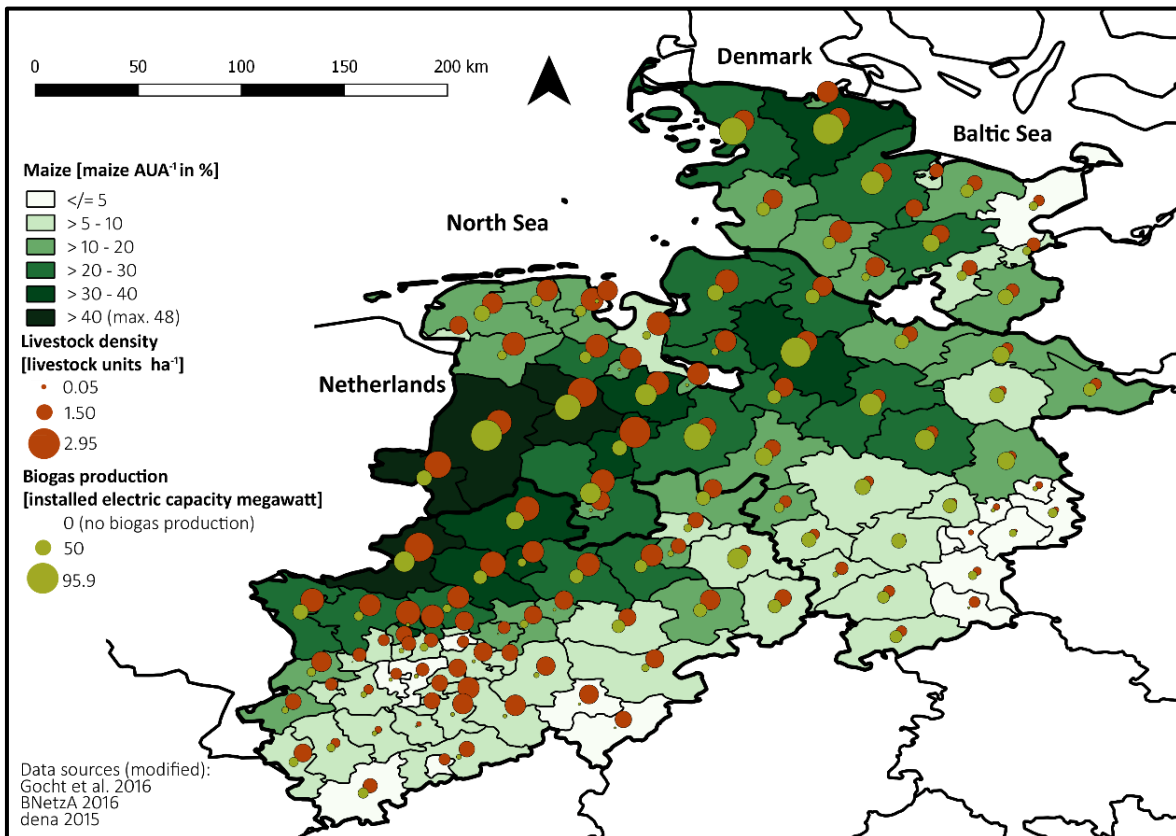 Denmark
0 50 100 150 200 km
Baltic Sea
Maize [maize AUA⁻¹ in %]
</= 5
> 5 - 10
> 10 - 20
> 20 - 30
> 30 - 40
> 40 (max. 48)
North Sea
Livestock density
[livestock units ha⁻¹]
0.05
1.50
2.95
Netherlands
Biogas production
[installed electric capacity megawatt]
0 (no biogas production)
50
95.9
Data sources (modified):
Gocht et al. 2016
BNetzA 2016
dena 2015